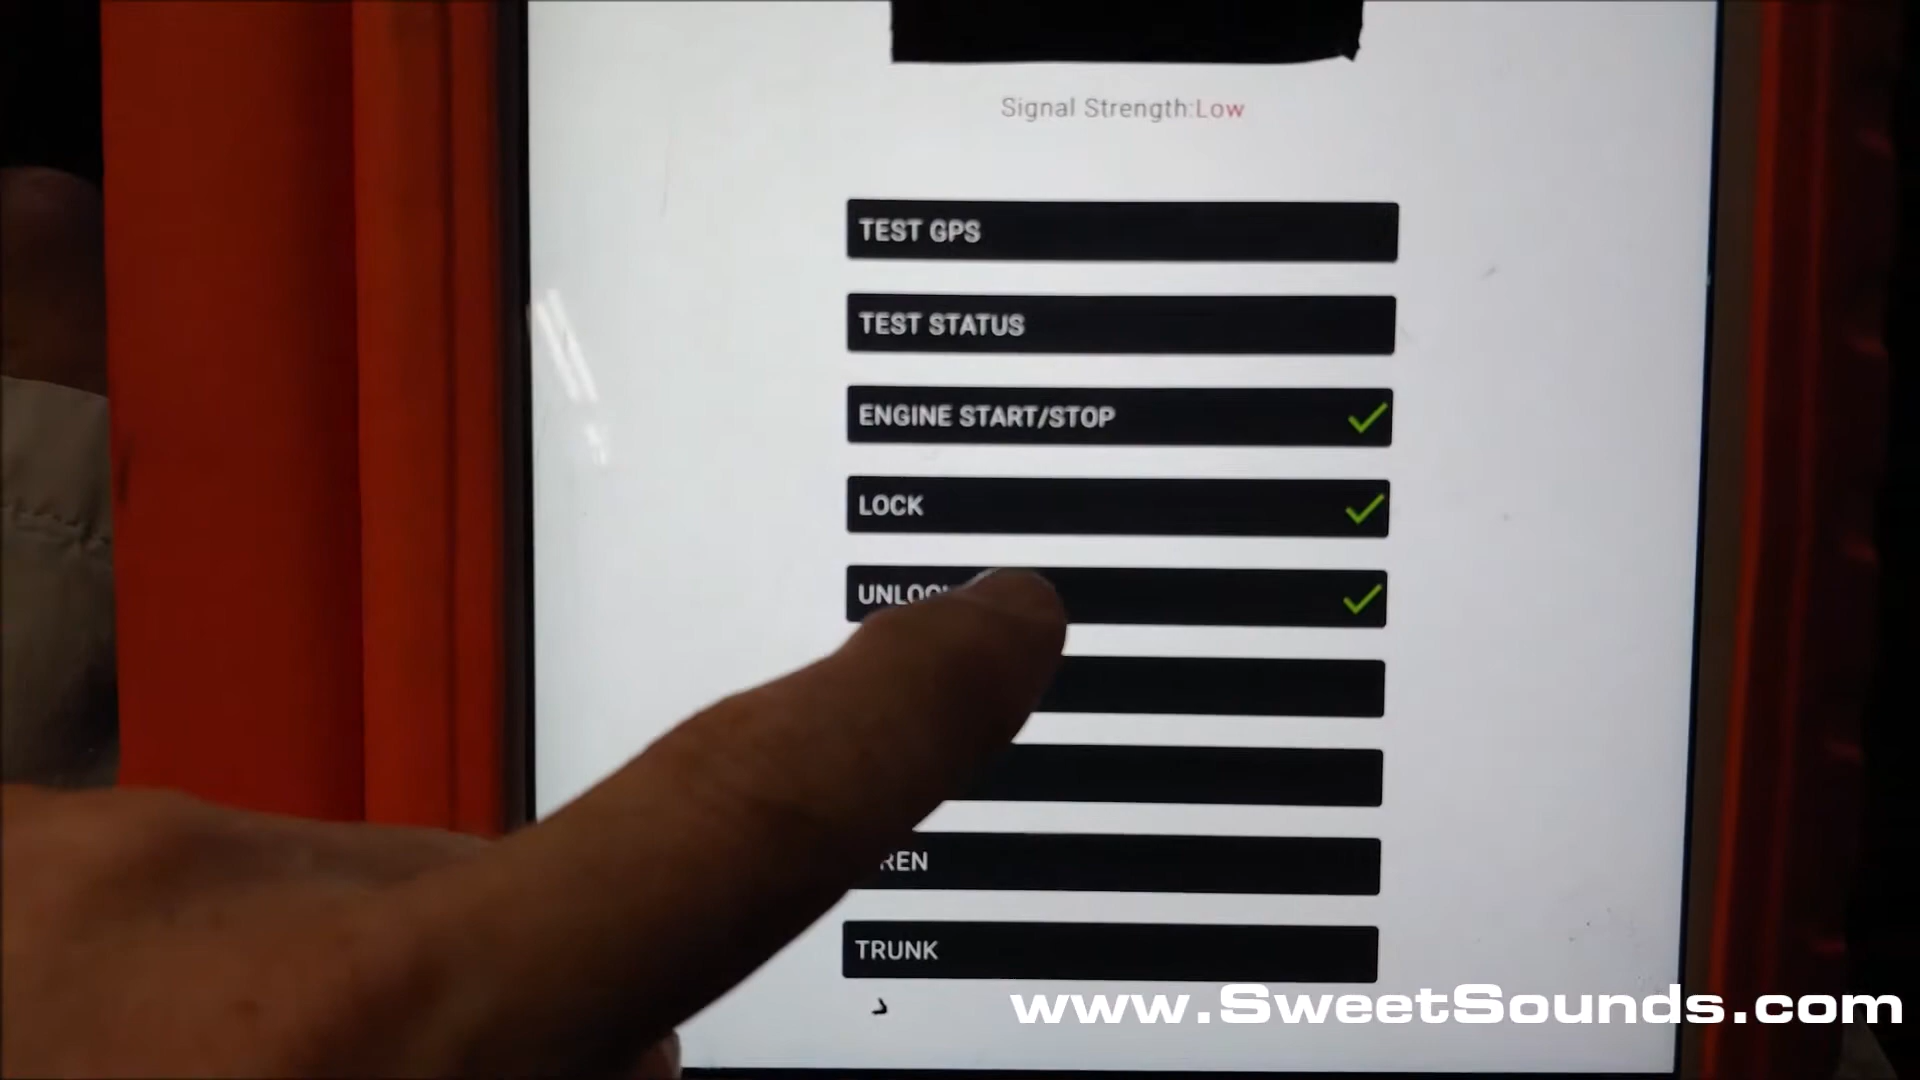 Signal Strength:Low
TEST GPS
TEST STATUS
ENGINE START/STOP
LOCK
TRUNK
www.SweetSounds.com